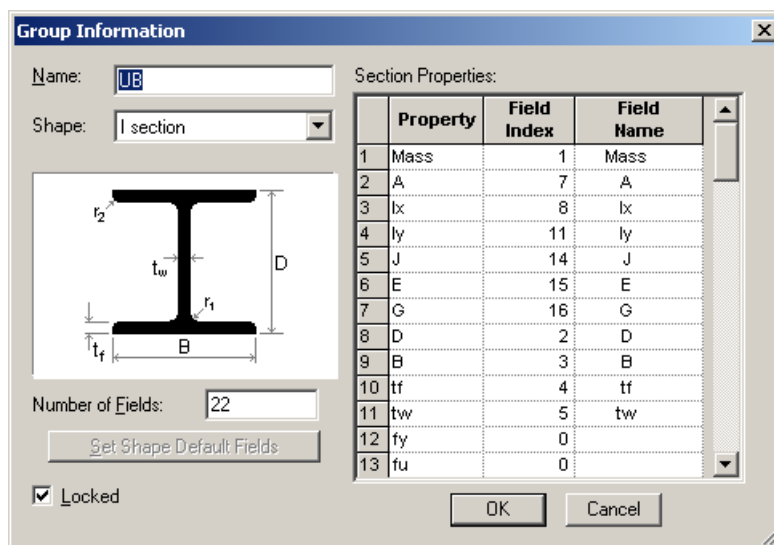 Group Information
Name: UB
Shape: I section
r2
tw
D
r1
tf
B
Number of Fields: 22
Set Shape Default Fields
Locked
Section Properties:
Property Field Index Field Name
1 Mass 1 Mass
2 A 7 A
3 Ix 8 Ix
4 Iy 11 Iy
5 J 14 J
6 E 15 E
7 G 16 G
8 D 2 D
9 B 3 B
10 tf 4 tf
11 tw 5 tw
12 fy 0
13 fu 0
OK Cancel